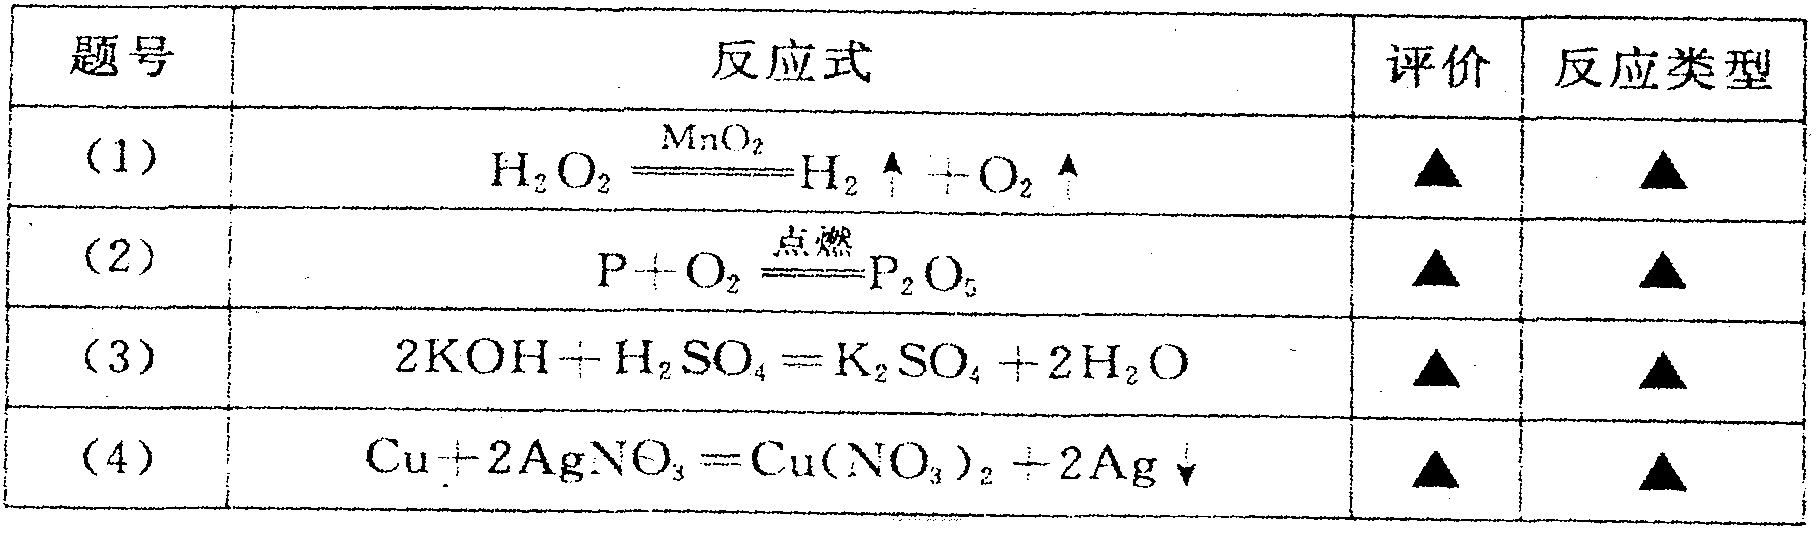 题号 反应式 评价 反应类型
(1) H₂O₂ ═(MnO₂)═ H₂↑+O₂↑ ▲ ▲
(2) P+O₂ ═(点燃)═ P₂O₅ ▲ ▲
(3) 2KOH+H₂SO₄=K₂SO₄+2H₂O ▲ ▲
(4) Cu+2AgNO₃=Cu(NO₃)₂+2Ag↓ ▲ ▲